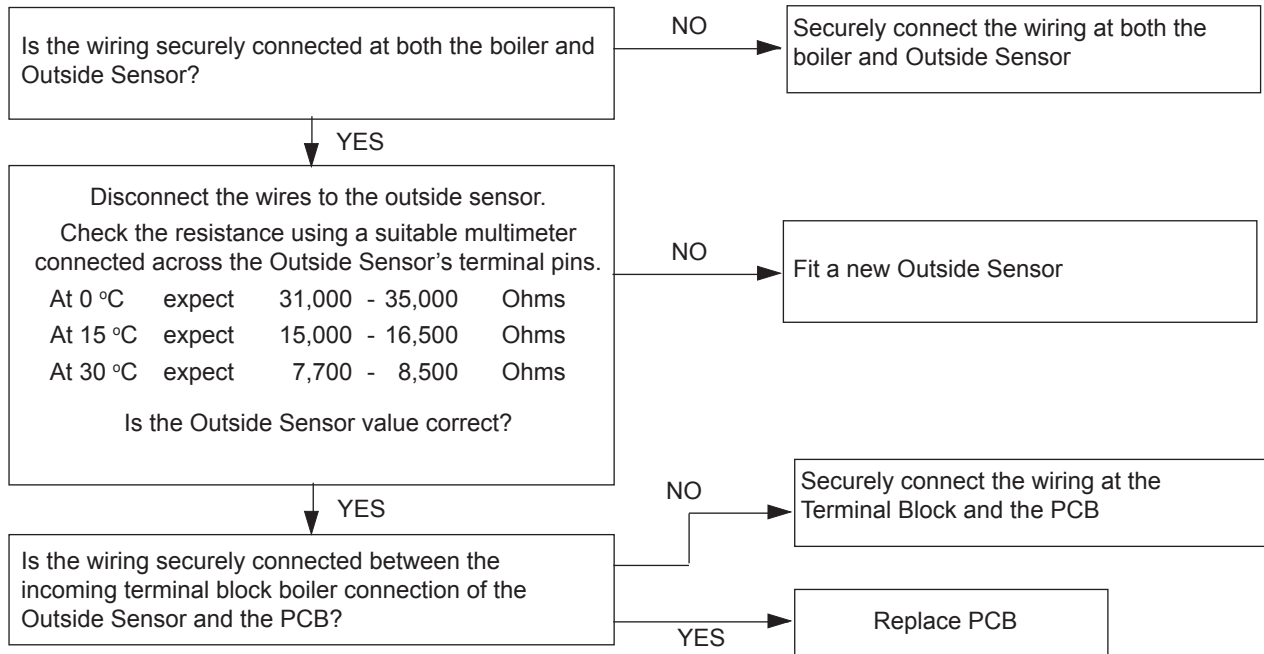 Is the wiring securely connected at both the boiler and
Outside Sensor?
NO
Securely connect the wiring at both the
boiler and Outside Sensor
YES
Disconnect the wires to the outside sensor.
Check the resistance using a suitable multimeter
connected across the Outside Sensor’s terminal pins.
At 0 °C expect 31,000 - 35,000 Ohms
At 15 °C expect 15,000 - 16,500 Ohms
At 30 °C expect 7,700 - 8,500 Ohms
Is the Outside Sensor value correct?
NO
Fit a new Outside Sensor
YES
Is the wiring securely connected between the
incoming terminal block boiler connection of the
Outside Sensor and the PCB?
NO
Securely connect the wiring at the
Terminal Block and the PCB
YES
Replace PCB